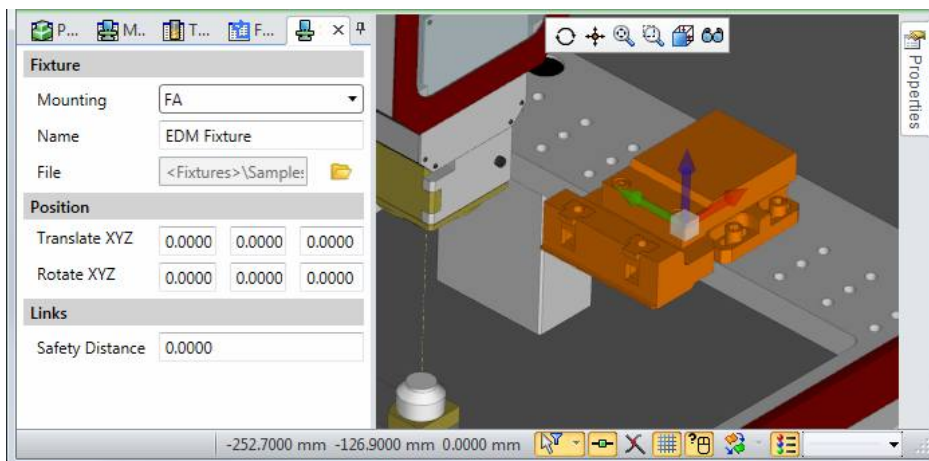 P... M.. T... F...
Fixture
Mounting FA
Name EDM Fixture
File <Fixtures>\Sample
Position
Translate XYZ 0.0000 0.0000 0.0000
Rotate XYZ 0.0000 0.0000 0.0000
Links
Safety Distance 0.0000
Properties
-252.7000 mm -126.9000 mm 0.0000 mm